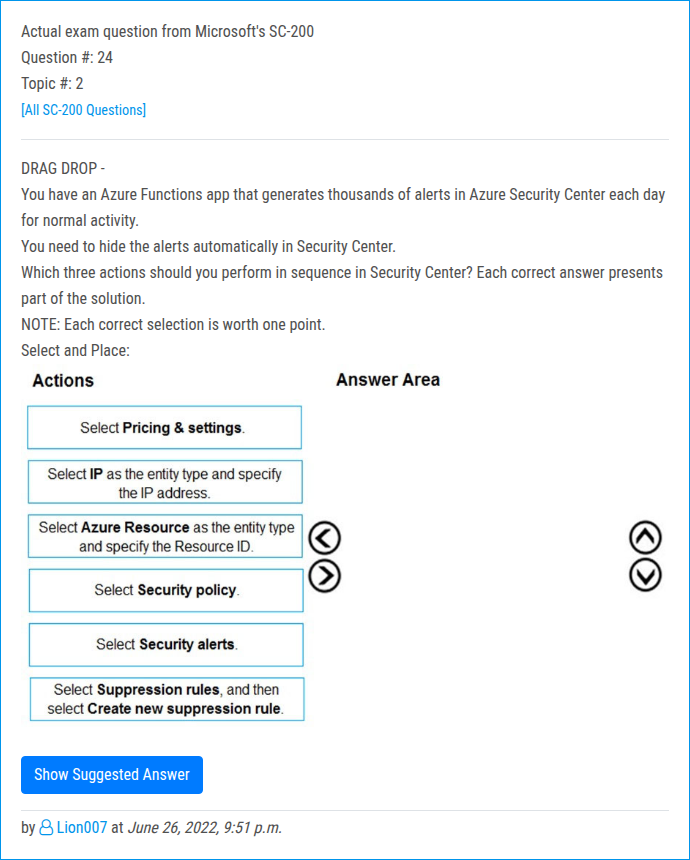 Actual exam question from Microsoft's SC-200
Question #: 24
Topic #: 2
[All SC-200 Questions]
DRAG DROP -
You have an Azure Functions app that generates thousands of alerts in Azure Security Center each day
for normal activity.
You need to hide the alerts automatically in Security Center.
Which three actions should you perform in sequence in Security Center? Each correct answer presents
part of the solution.
NOTE: Each correct selection is worth one point.
Select and Place:
Actions
Answer Area
Select Pricing & settings.
Select IP as the entity type and specify
the IP address.
Select Azure Resource as the entity type
and specify the Resource ID.
Select Security policy.
Select Security alerts.
Select Suppression rules, and then
select Create new suppression rule.
Show Suggested Answer
by Lion007 at June 26, 2022, 9:51 p.m.